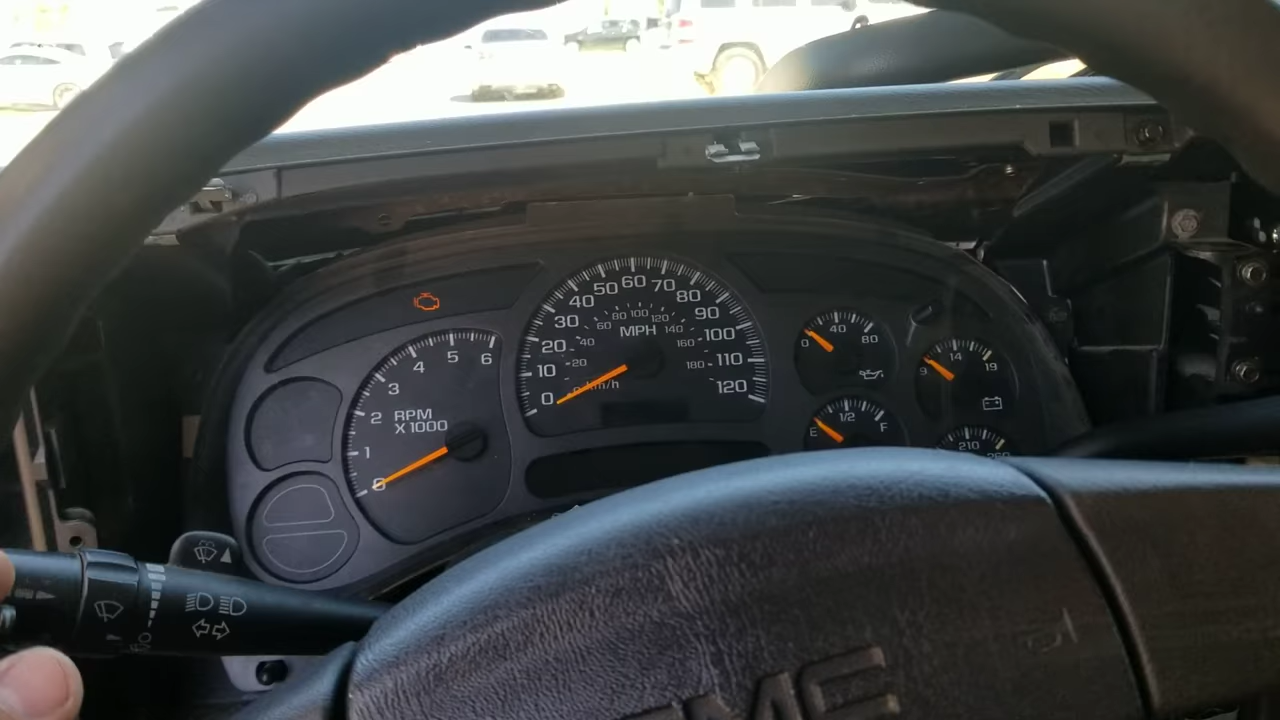 0 1 2 3 4 5 6
RPM
X 1000
0 10 20 30 40 50 60 70 80 90 100 110 120
20 40 60 80 100 120 140 160 180
MPH
km/h
0 40 80
9 14 19
E 1/2 F
210 260